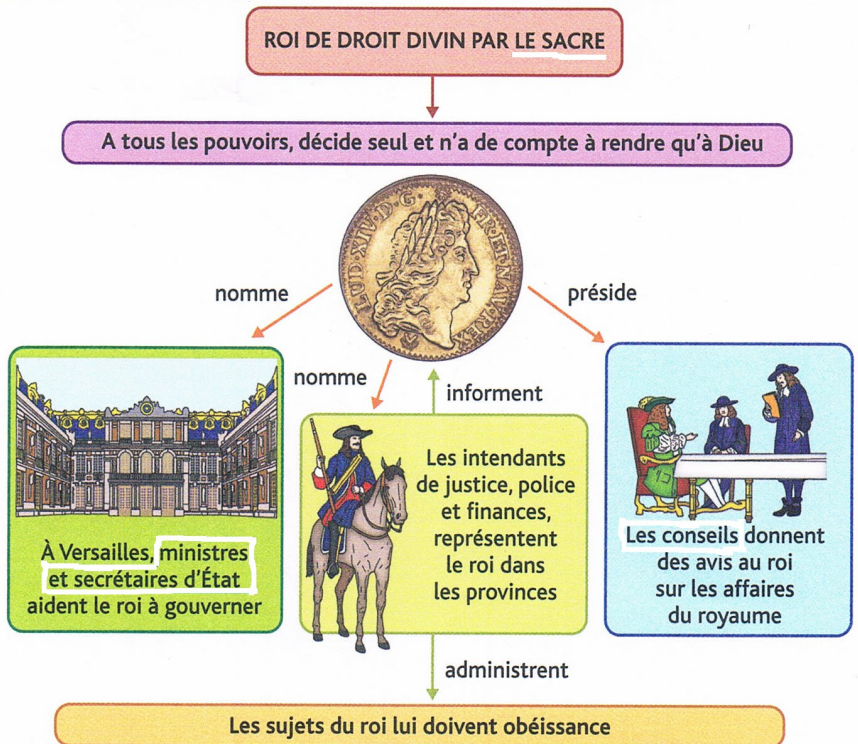 ROI DE DROIT DIVIN PAR LE SACRE
A tous les pouvoirs, décide seul et n'a de compte à rendre qu'à Dieu
LUD·XIV·D·G·
FR·ET·NAV·REX
nomme
préside
nomme
informent
À Versailles, ministres
et secrétaires d'État
aident le roi à gouverner
Les intendants
de justice, police
et finances,
représentent
le roi dans
les provinces
Les conseils donnent
des avis au roi
sur les affaires
du royaume
administrent
Les sujets du roi lui doivent obéissance